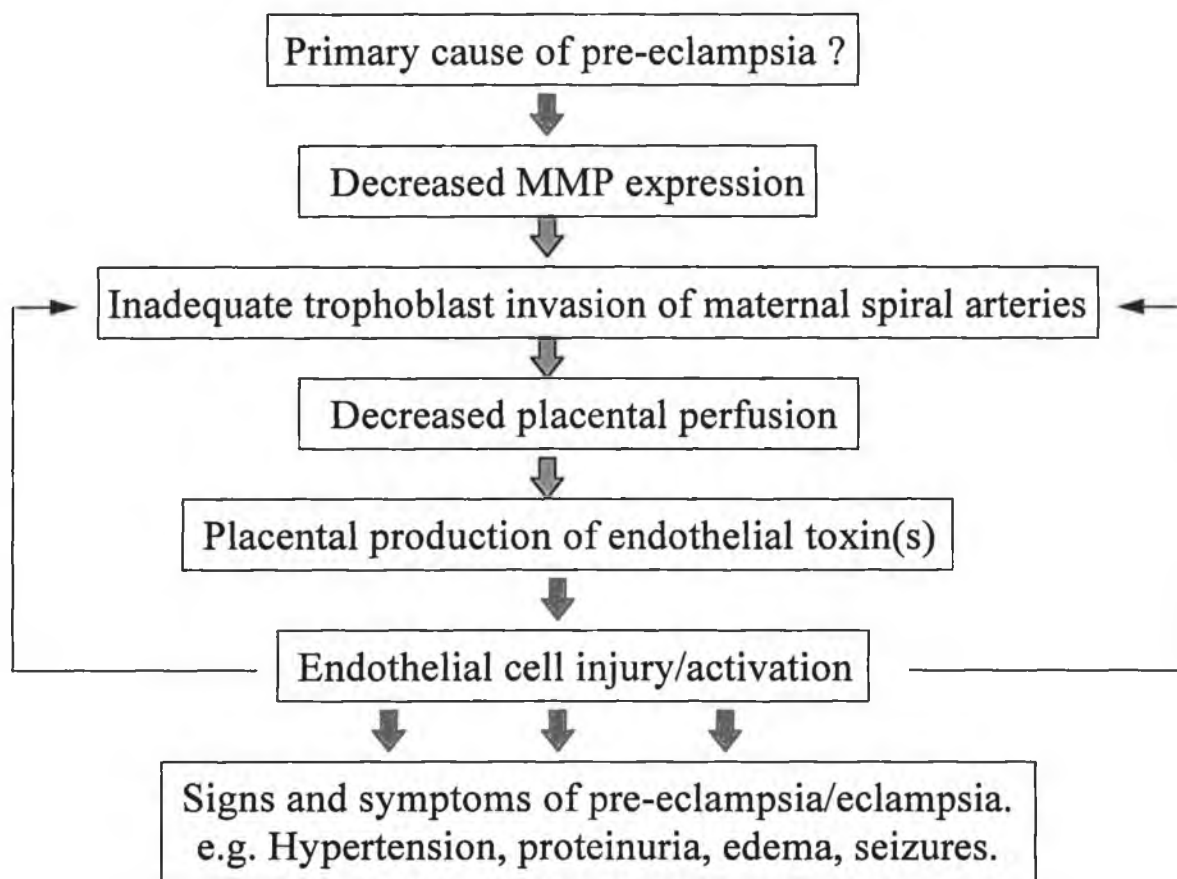 Primary cause of pre-eclampsia ?
Decreased MMP expression
Inadequate trophoblast invasion of maternal spiral arteries
Decreased placental perfusion
Placental production of endothelial toxin(s)
Endothelial cell injury/activation
Signs and symptoms of pre-eclampsia/eclampsia.
e.g. Hypertension, proteinuria, edema, seizures.